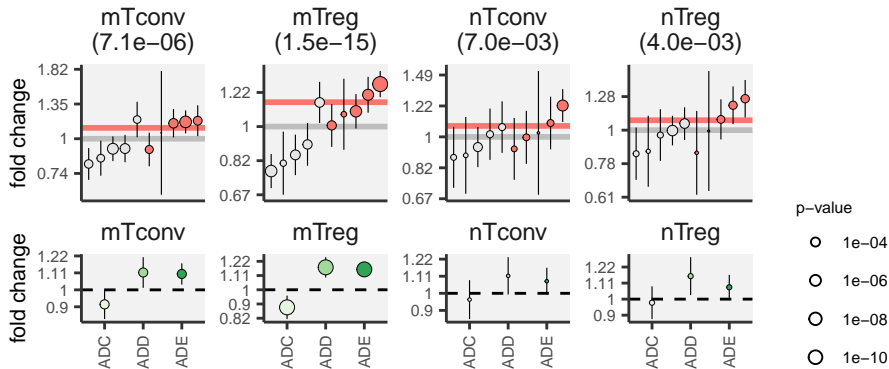 mTconv
(7.1e−06)
mTreg
(1.5e−15)
nTconv
(7.0e−03)
nTreg
(4.0e−03)
fold change
1.82
1.35
1
0.74
1.22
1
0.82
0.67
1.49
1.22
1
0.82
0.67
1.28
1
0.78
0.61
mTconv
mTreg
nTconv
nTreg
fold change
1.22
1.11
1
0.9
1.22
1.11
1
0.9
0.82
1.22
1.11
1
0.9
1.22
1.11
1
0.9
ADC
ADD
ADE
ADC
ADD
ADE
ADC
ADD
ADE
ADC
ADD
ADE
p−value
1e−04
1e−06
1e−08
1e−10